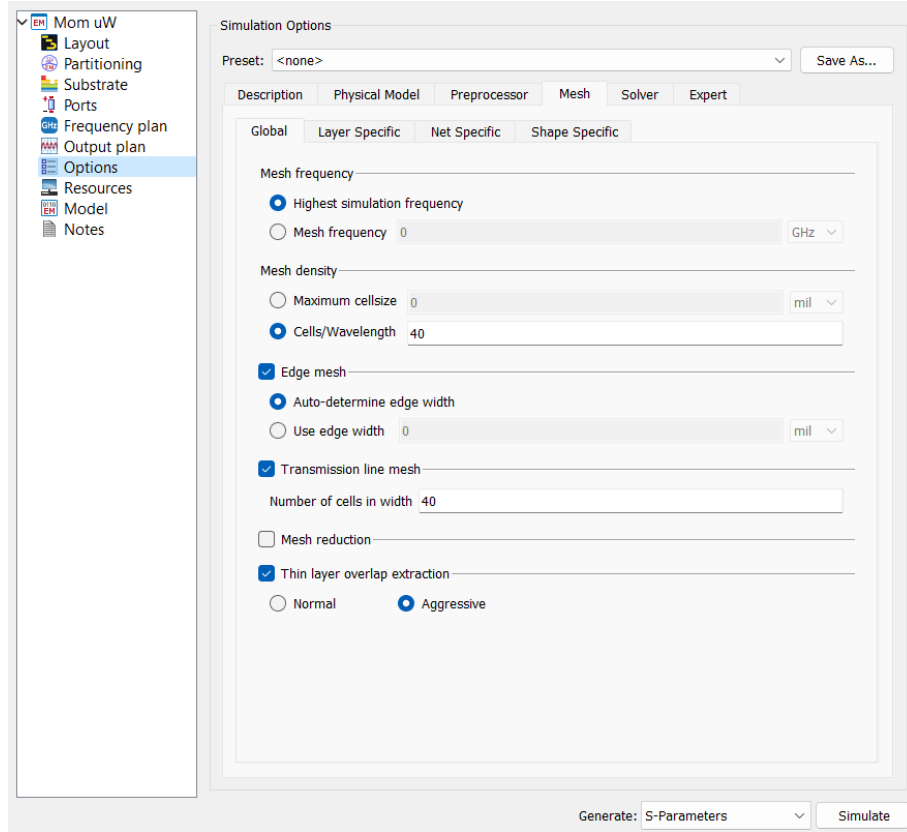 Mom uW
Layout
Partitioning
Substrate
Ports
Frequency plan
Output plan
Options
Resources
Model
Notes
Simulation Options
Preset: <none> Save As...
Description Physical Model Preprocessor Mesh Solver Expert
Global Layer Specific Net Specific Shape Specific
Mesh frequency
Highest simulation frequency
Mesh frequency 0 GHz
Mesh density
Maximum cellsize 0 mil
Cells/Wavelength 40
Edge mesh
Auto-determine edge width
Use edge width 0 mil
Transmission line mesh
Number of cells in width 40
Mesh reduction
Thin layer overlap extraction
Normal Aggressive
Generate: S-Parameters Simulate